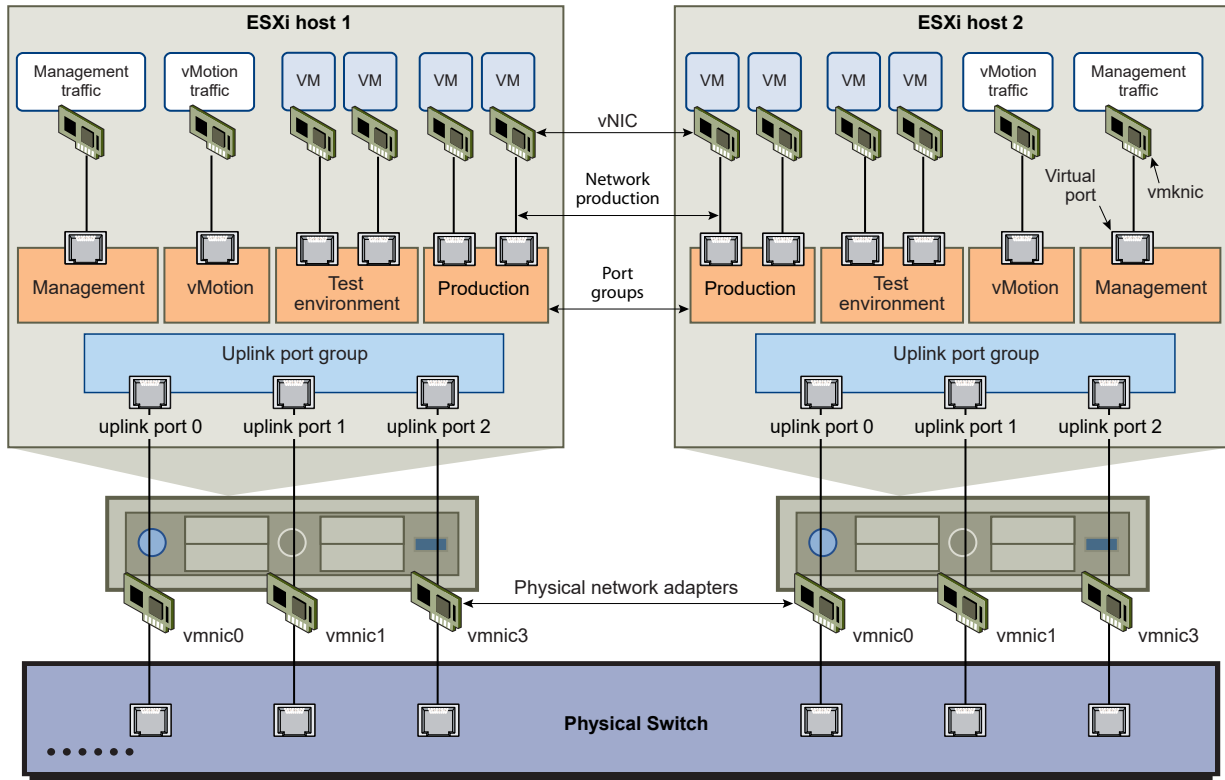 ESXi host 1
ESXi host 2
Management
traffic
vMotion
traffic
VM
VM
VM
VM
VM
VM
VM
VM
vMotion
traffic
Management
traffic
vNIC
Network
production
Virtual
port
vmknic
Management
vMotion
Test
environment
Production
Port
groups
Production
Test
environment
vMotion
Management
Uplink port group
Uplink port group
uplink port 0
uplink port 1
uplink port 2
uplink port 0
uplink port 1
uplink port 2
Physical network adapters
vmnic0
vmnic1
vmnic3
vmnic0
vmnic1
vmnic3
Physical Switch